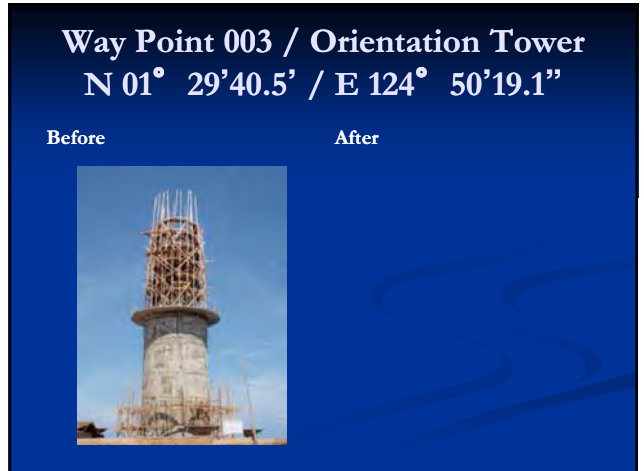 Way Point 003 / Orientation Tower
N 01° 29’40.5’ / E 124° 50’19.1”
Before
After